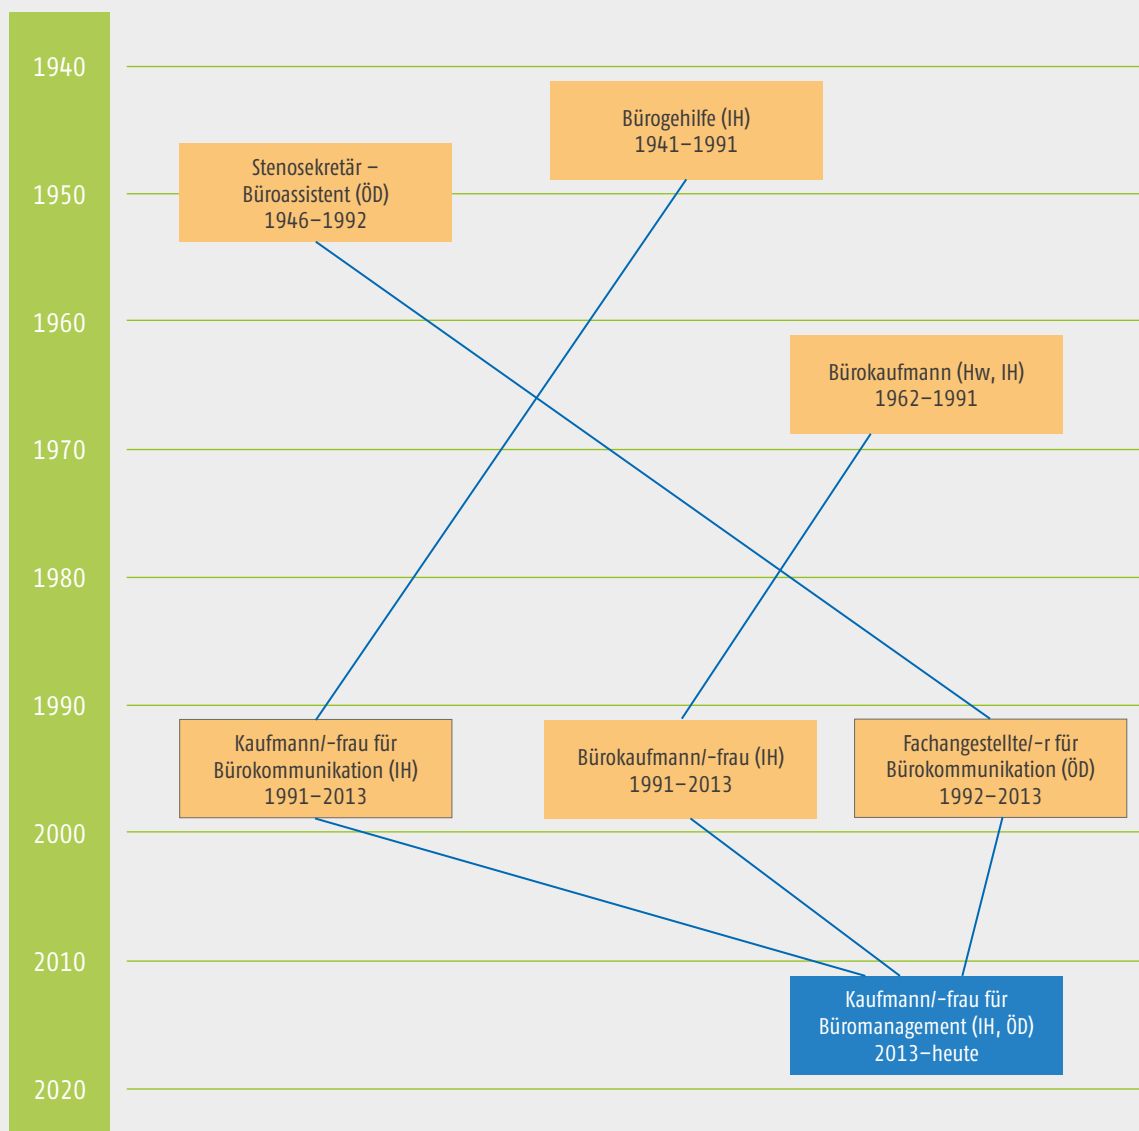 1940
Bürogehilfe (IH)
1941–1991
Stenosekretär –
Büroassistent (ÖD)
1946–1992
1950
1960
Bürokaufmann (Hw, IH)
1962–1991
1970
1980
1990
Kaufmann/-frau für
Bürokommunikation (IH)
1991–2013
Bürokaufmann/-frau (IH)
1991–2013
Fachangestellte/-r für
Bürokommunikation (ÖD)
1992–2013
2000
2010
Kaufmann/-frau für
Büromanagement (IH, ÖD)
2013–heute
2020